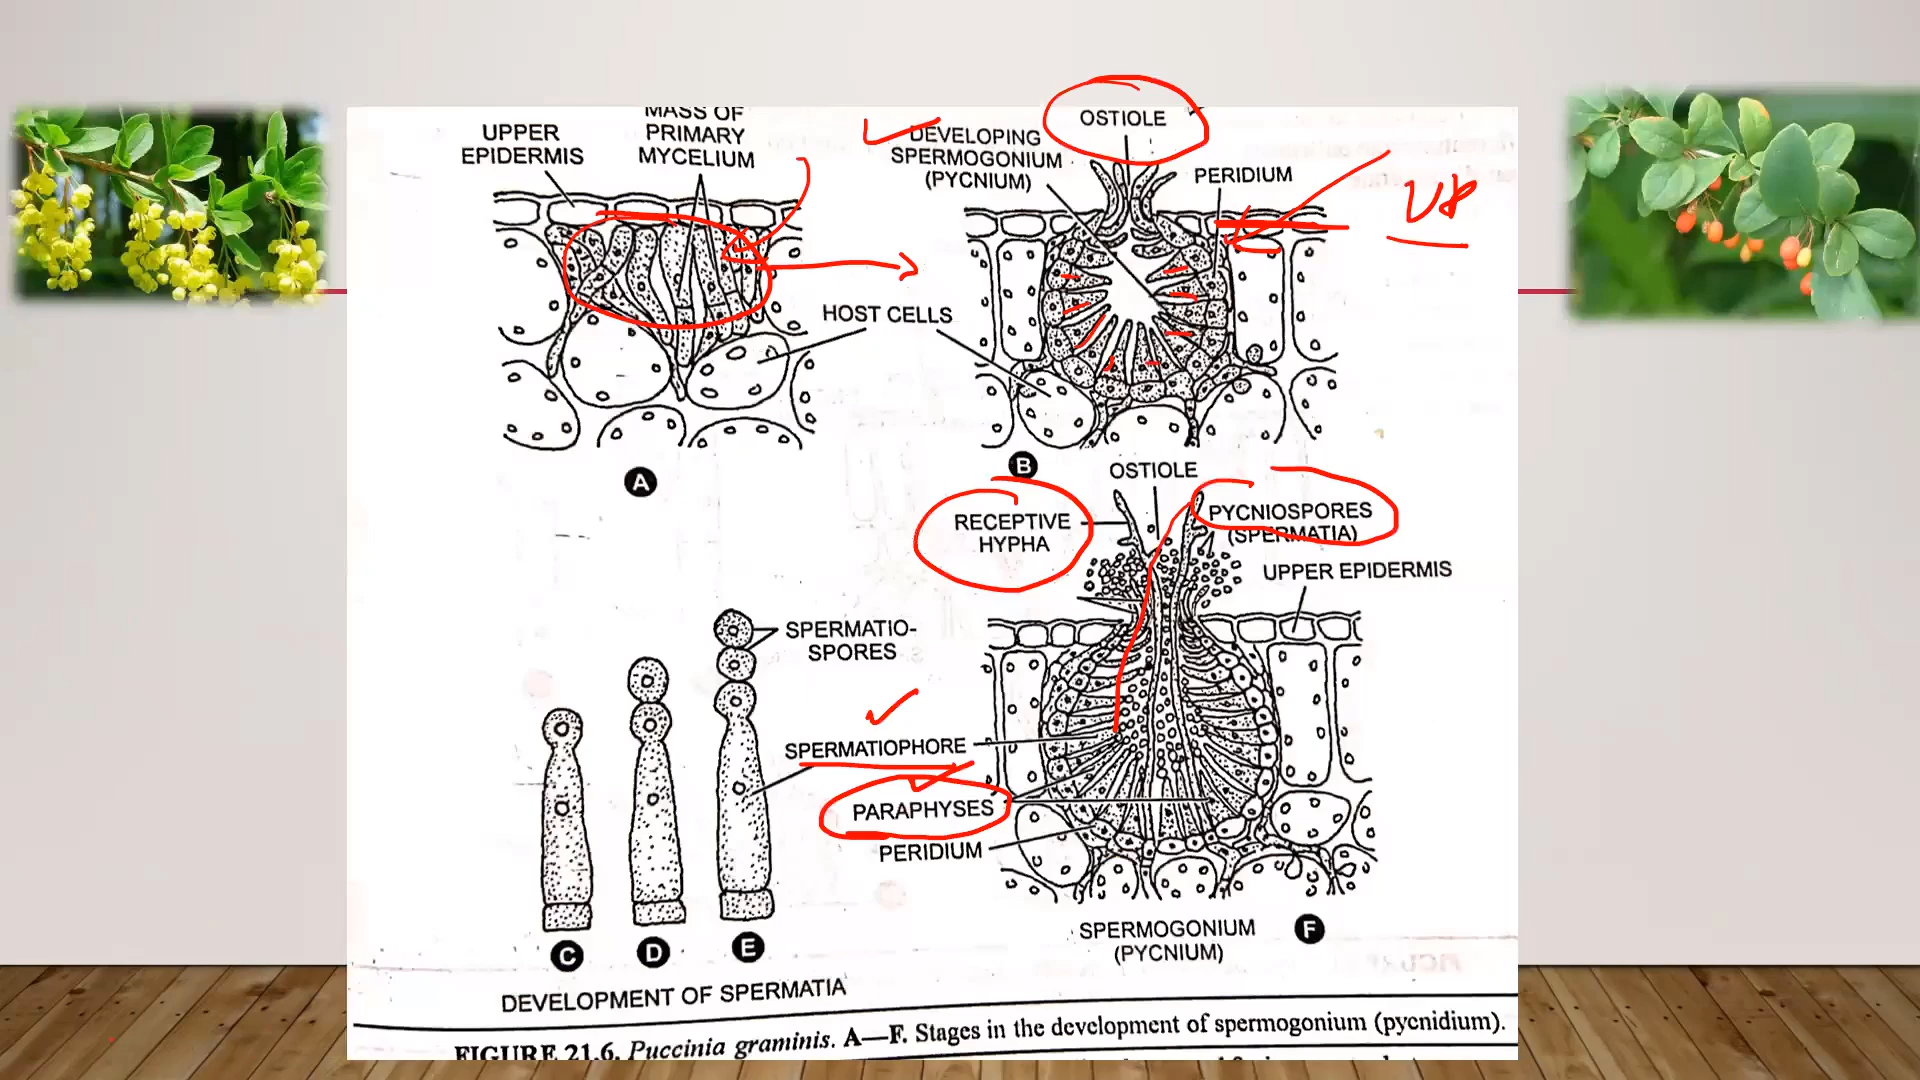 MASS OF
PRIMARY
MYCELIUM
UPPER
EPIDERMIS
DEVELOPING
SPERMOGONIUM
(PYCNIUM)
OSTIOLE
PERIDIUM
HOST CELLS
A
B
OSTIOLE
RECEPTIVE
HYPHA
PYCNIOSPORES
(SPERMATIA)
UPPER EPIDERMIS
SPERMATIO-
SPORES
SPERMATIOPHORE
PARAPHYSES
PERIDIUM
SPERMOGONIUM
(PYCNIUM)
F
C
D
E
DEVELOPMENT OF SPERMATIA
FIGURE 21.6. Puccinia graminis. A—F. Stages in the development of spermogonium (pycnidium).